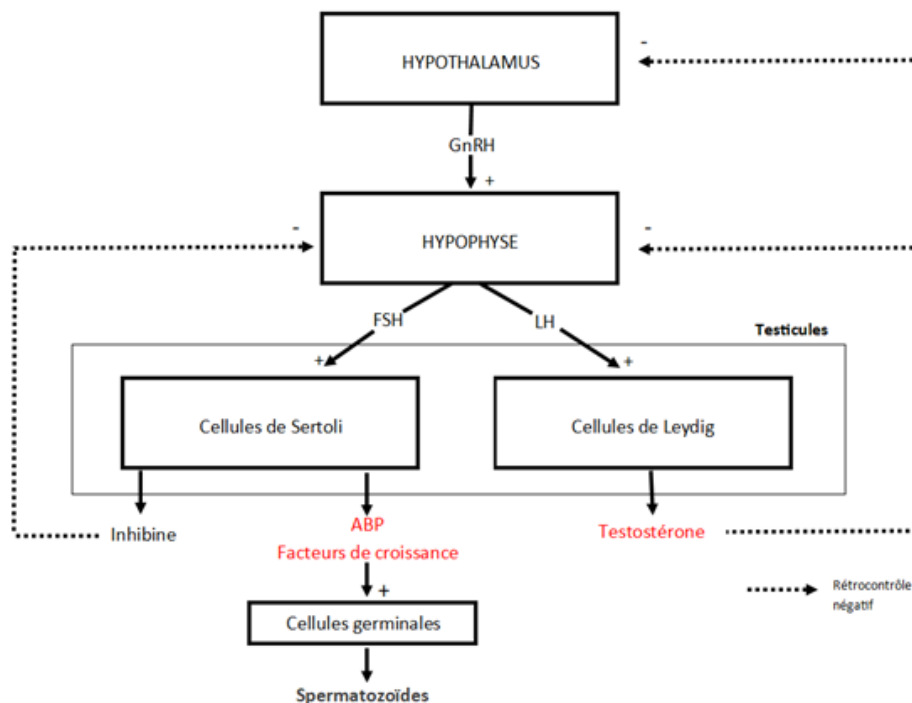 -
HYPOTHALAMUS
GnRH
+
-
-
HYPOPHYSE
FSH
LH
Testicules
+
+
Cellules de Sertoli
Cellules de Leydig
Inhibine
ABP
Facteurs de croissance
Testostérone
+
Rétrocontrôle
négatif
Cellules germinales
Spermatozoïdes